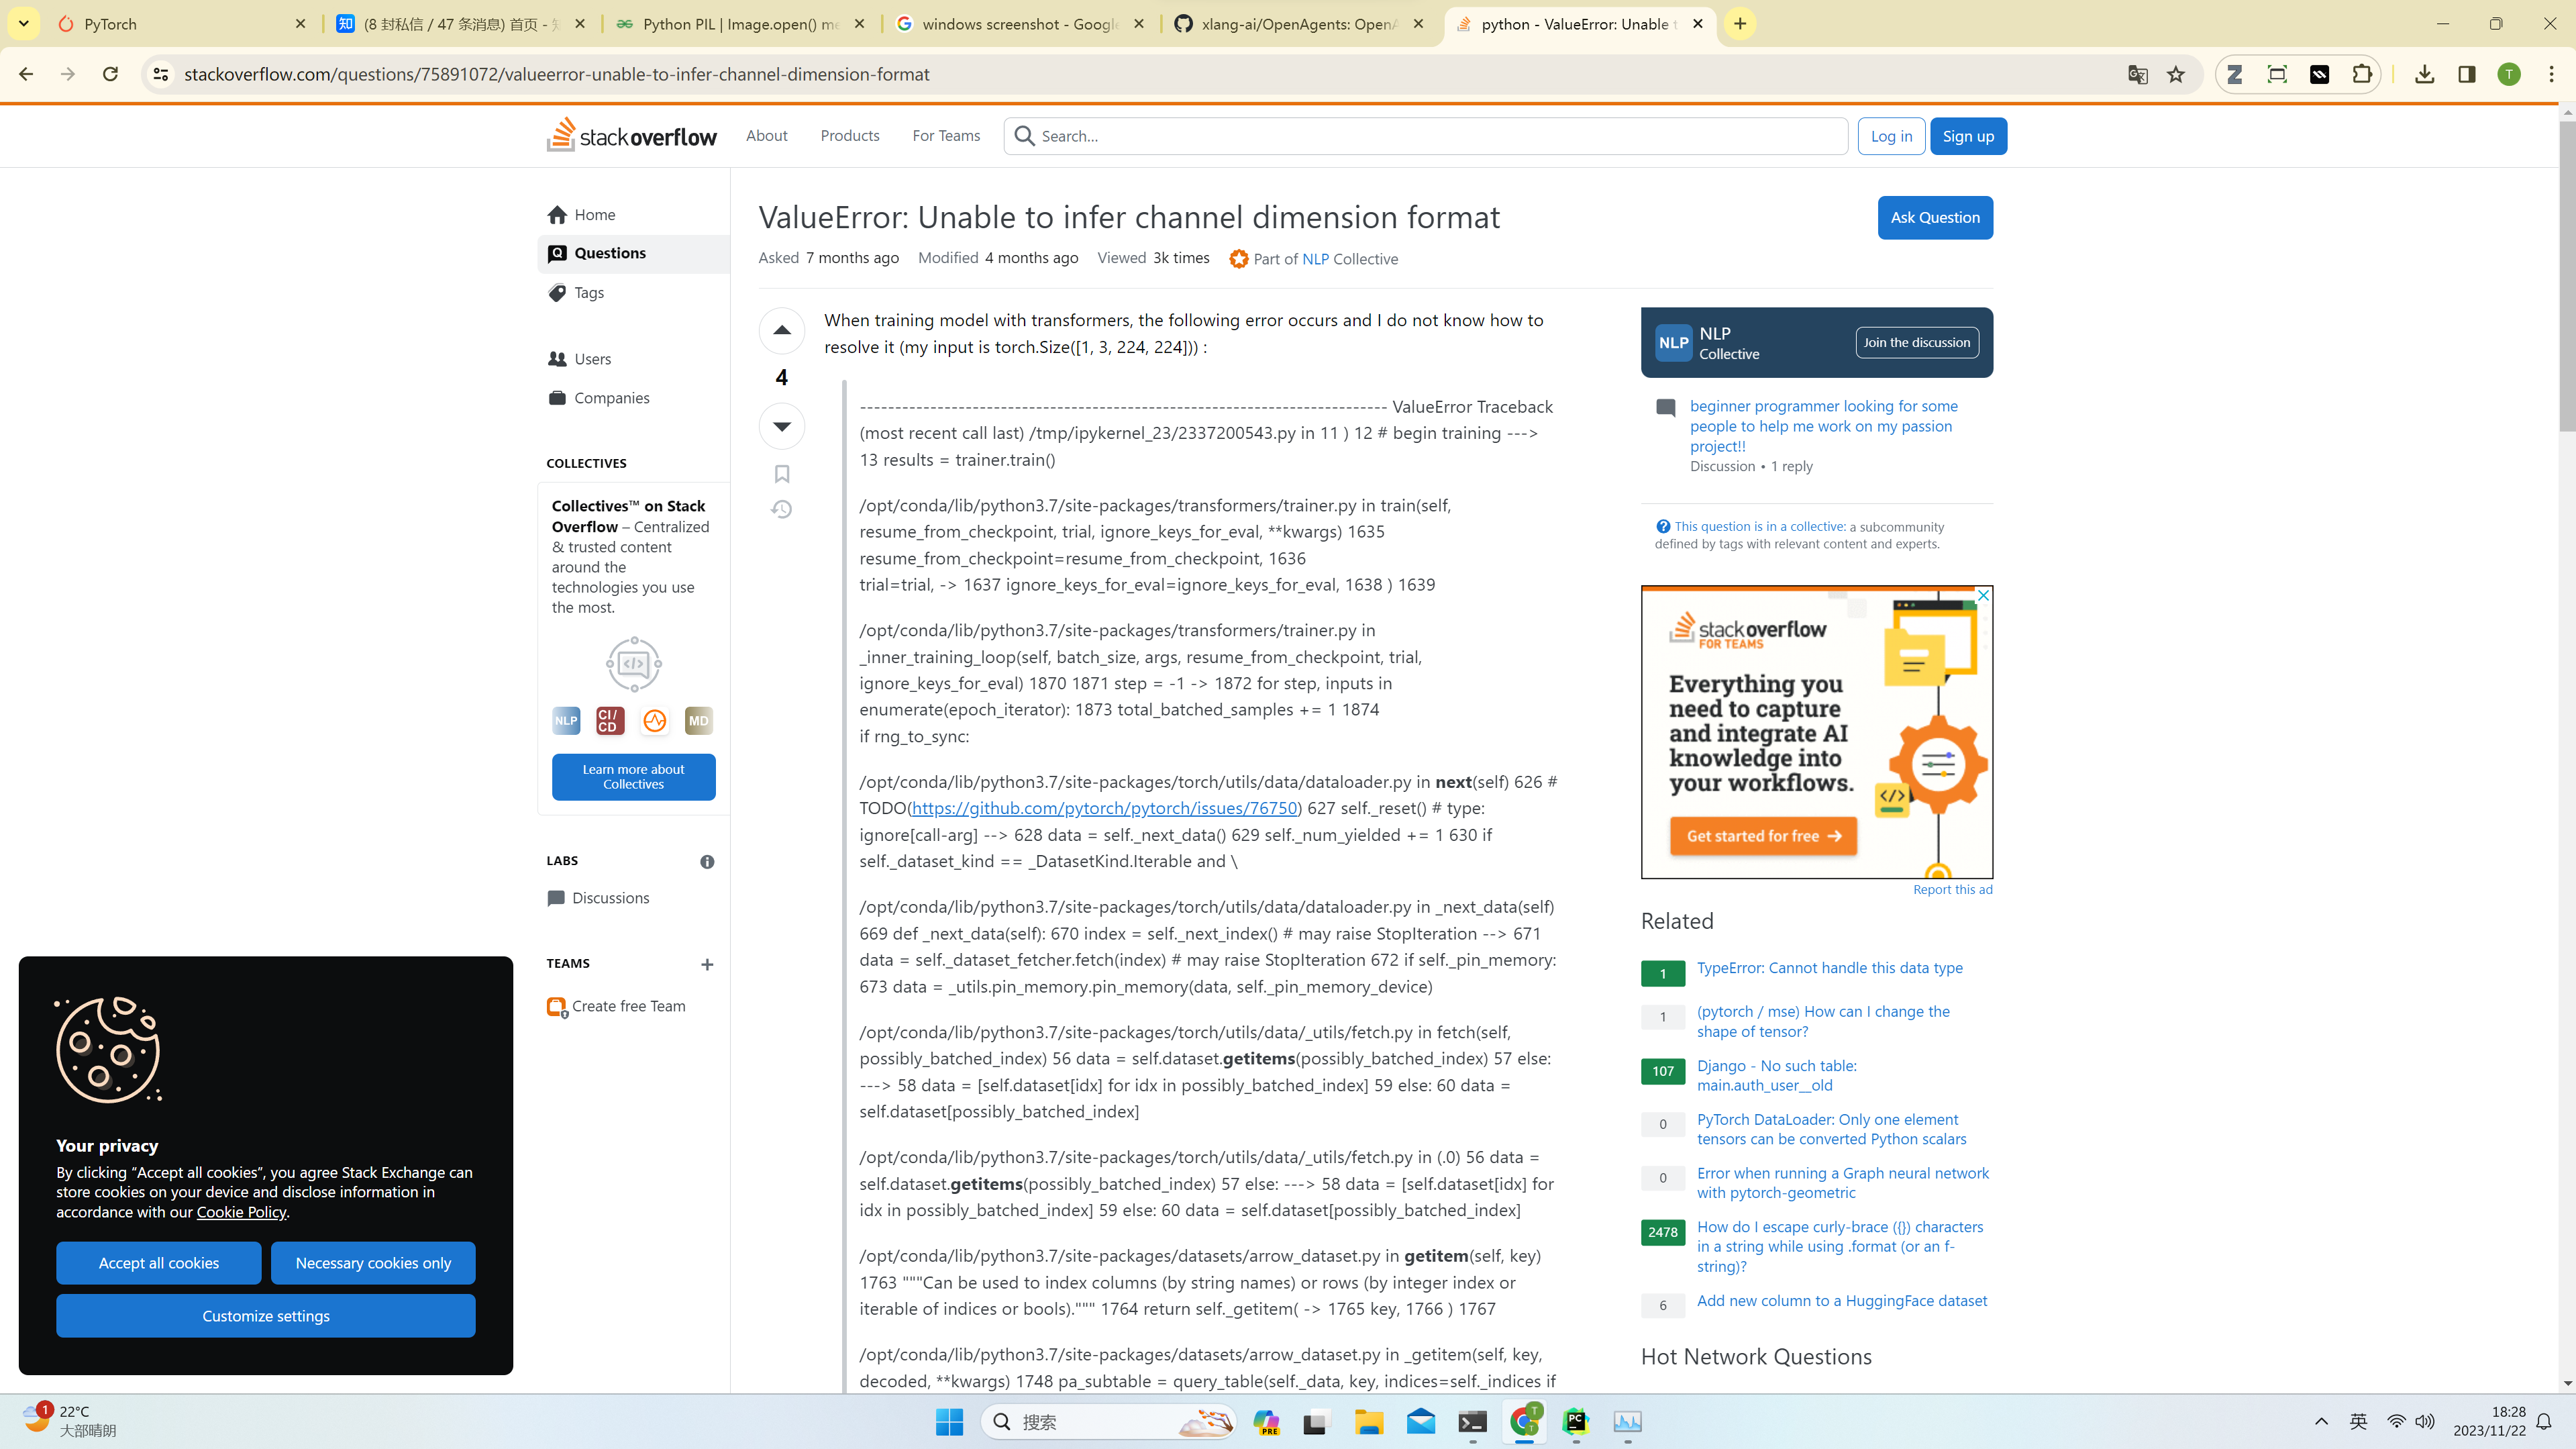 PyTorch
(8 封私信 / 47 条消息) 首页 - 
Python PIL | Image.open() me
windows screenshot - Google
xlang-ai/OpenAgents: OpenA
python - ValueError: Unable t
stackoverflow.com/questions/75891072/valueerror-unable-to-infer-channel-dimension-format
T
stackoverflow
About
Products
For Teams
Search...
Log in
Sign up
Home
Questions
Tags
Users
Companies
COLLECTIVES
Collectives™ on Stack
Overflow – Centralized
& trusted content
around the
technologies you use
the most.
NLP
CI/
CD
MD
Learn more about
Collectives
LABS
Discussions
TEAMS
Create free Team
ValueError: Unable to infer channel dimension format
Ask Question
Asked 7 months ago Modified 4 months ago Viewed 3k times Part of NLP Collective
4
When training model with transformers, the following error occurs and I do not know how to
resolve it (my input is torch.Size([1, 3, 224, 224])) :
--------------------------------------------------------------------------- ValueError Traceback
(most recent call last) /tmp/ipykernel_23/2337200543.py in 11 ) 12 # begin training --->
13 results = trainer.train()
/opt/conda/lib/python3.7/site-packages/transformers/trainer.py in train(self,
resume_from_checkpoint, trial, ignore_keys_for_eval, **kwargs) 1635
resume_from_checkpoint=resume_from_checkpoint, 1636
trial=trial, -> 1637 ignore_keys_for_eval=ignore_keys_for_eval, 1638 ) 1639
/opt/conda/lib/python3.7/site-packages/transformers/trainer.py in
_inner_training_loop(self, batch_size, args, resume_from_checkpoint, trial,
ignore_keys_for_eval) 1870 1871 step = -1 -> 1872 for step, inputs in
enumerate(epoch_iterator): 1873 total_batched_samples += 1 1874
if rng_to_sync:
/opt/conda/lib/python3.7/site-packages/torch/utils/data/dataloader.py in next(self) 626 #
TODO(https://github.com/pytorch/pytorch/issues/76750) 627 self._reset() # type:
ignore[call-arg] --> 628 data = self._next_data() 629 self._num_yielded += 1 630 if
self._dataset_kind == _DatasetKind.Iterable and \
/opt/conda/lib/python3.7/site-packages/torch/utils/data/dataloader.py in _next_data(self)
669 def _next_data(self): 670 index = self._next_index() # may raise StopIteration --> 671
data = self._dataset_fetcher.fetch(index) # may raise StopIteration 672 if self._pin_memory:
673 data = _utils.pin_memory.pin_memory(data, self._pin_memory_device)
/opt/conda/lib/python3.7/site-packages/torch/utils/data/_utils/fetch.py in fetch(self,
possibly_batched_index) 56 data = self.dataset.getitems(possibly_batched_index) 57 else:
---> 58 data = [self.dataset[idx] for idx in possibly_batched_index] 59 else: 60 data =
self.dataset[possibly_batched_index]
/opt/conda/lib/python3.7/site-packages/torch/utils/data/_utils/fetch.py in (.0) 56 data =
self.dataset.getitems(possibly_batched_index) 57 else: ---> 58 data = [self.dataset[idx] for
idx in possibly_batched_index] 59 else: 60 data = self.dataset[possibly_batched_index]
/opt/conda/lib/python3.7/site-packages/datasets/arrow_dataset.py in getitem(self, key)
1763 """Can be used to index columns (by string names) or rows (by integer index or
iterable of indices or bools).""" 1764 return self._getitem( -> 1765 key, 1766 ) 1767
/opt/conda/lib/python3.7/site-packages/datasets/arrow_dataset.py in _getitem(self, key,
decoded, **kwargs) 1748 pa_subtable = query_table(self._data, key, indices=self._indices if
NLP
NLP
Collective
Join the discussion
beginner programmer looking for some
people to help me work on my passion
project!!
Discussion • 1 reply
This question is in a collective: a subcommunity
defined by tags with relevant content and experts.
stackoverflow
FOR TEAMS
Everything you
need to capture
and integrate AI
knowledge into
your workflows.
Get started for free →
Report this ad
Related
1 TypeError: Cannot handle this data type
1 (pytorch / mse) How can I change the
shape of tensor?
107 Django - No such table:
main.auth_user__old
0 PyTorch DataLoader: Only one element
tensors can be converted Python scalars
0 Error when running a Graph neural network
with pytorch-geometric
2478 How do I escape curly-brace ({}) characters
in a string while using .format (or an f-
string)?
6 Add new column to a HuggingFace dataset
Hot Network Questions
Your privacy
By clicking “Accept all cookies”, you agree Stack Exchange can
store cookies on your device and disclose information in
accordance with our Cookie Policy.
Accept all cookies
Necessary cookies only
Customize settings
1
22°C
大部晴朗
搜索
PRE
PC
英
18:28
2023/11/22